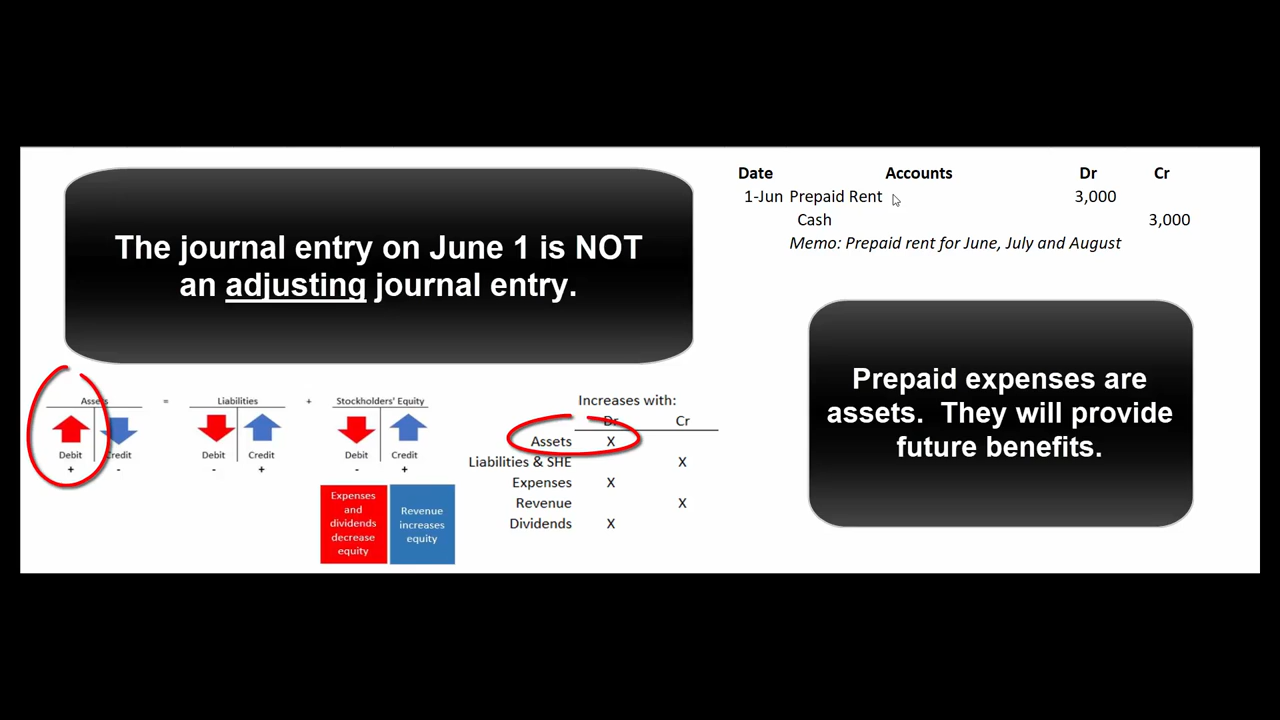 The journal entry on June 1 is NOT
an adjusting journal entry.
Date Accounts Dr Cr
1-Jun Prepaid Rent 3,000
Cash 3,000
Memo: Prepaid rent for June, July and August
Prepaid expenses are
assets. They will provide
future benefits.
Assets = Liabilities + Stockholders' Equity
Debit Credit Debit Credit Debit Credit
+ - - + - +
Expenses
and
dividends
decrease
equity
Revenue
increases
equity
Increases with:
Dr Cr
Assets X
Liabilities & SHE X
Expenses X
Revenue X
Dividends X